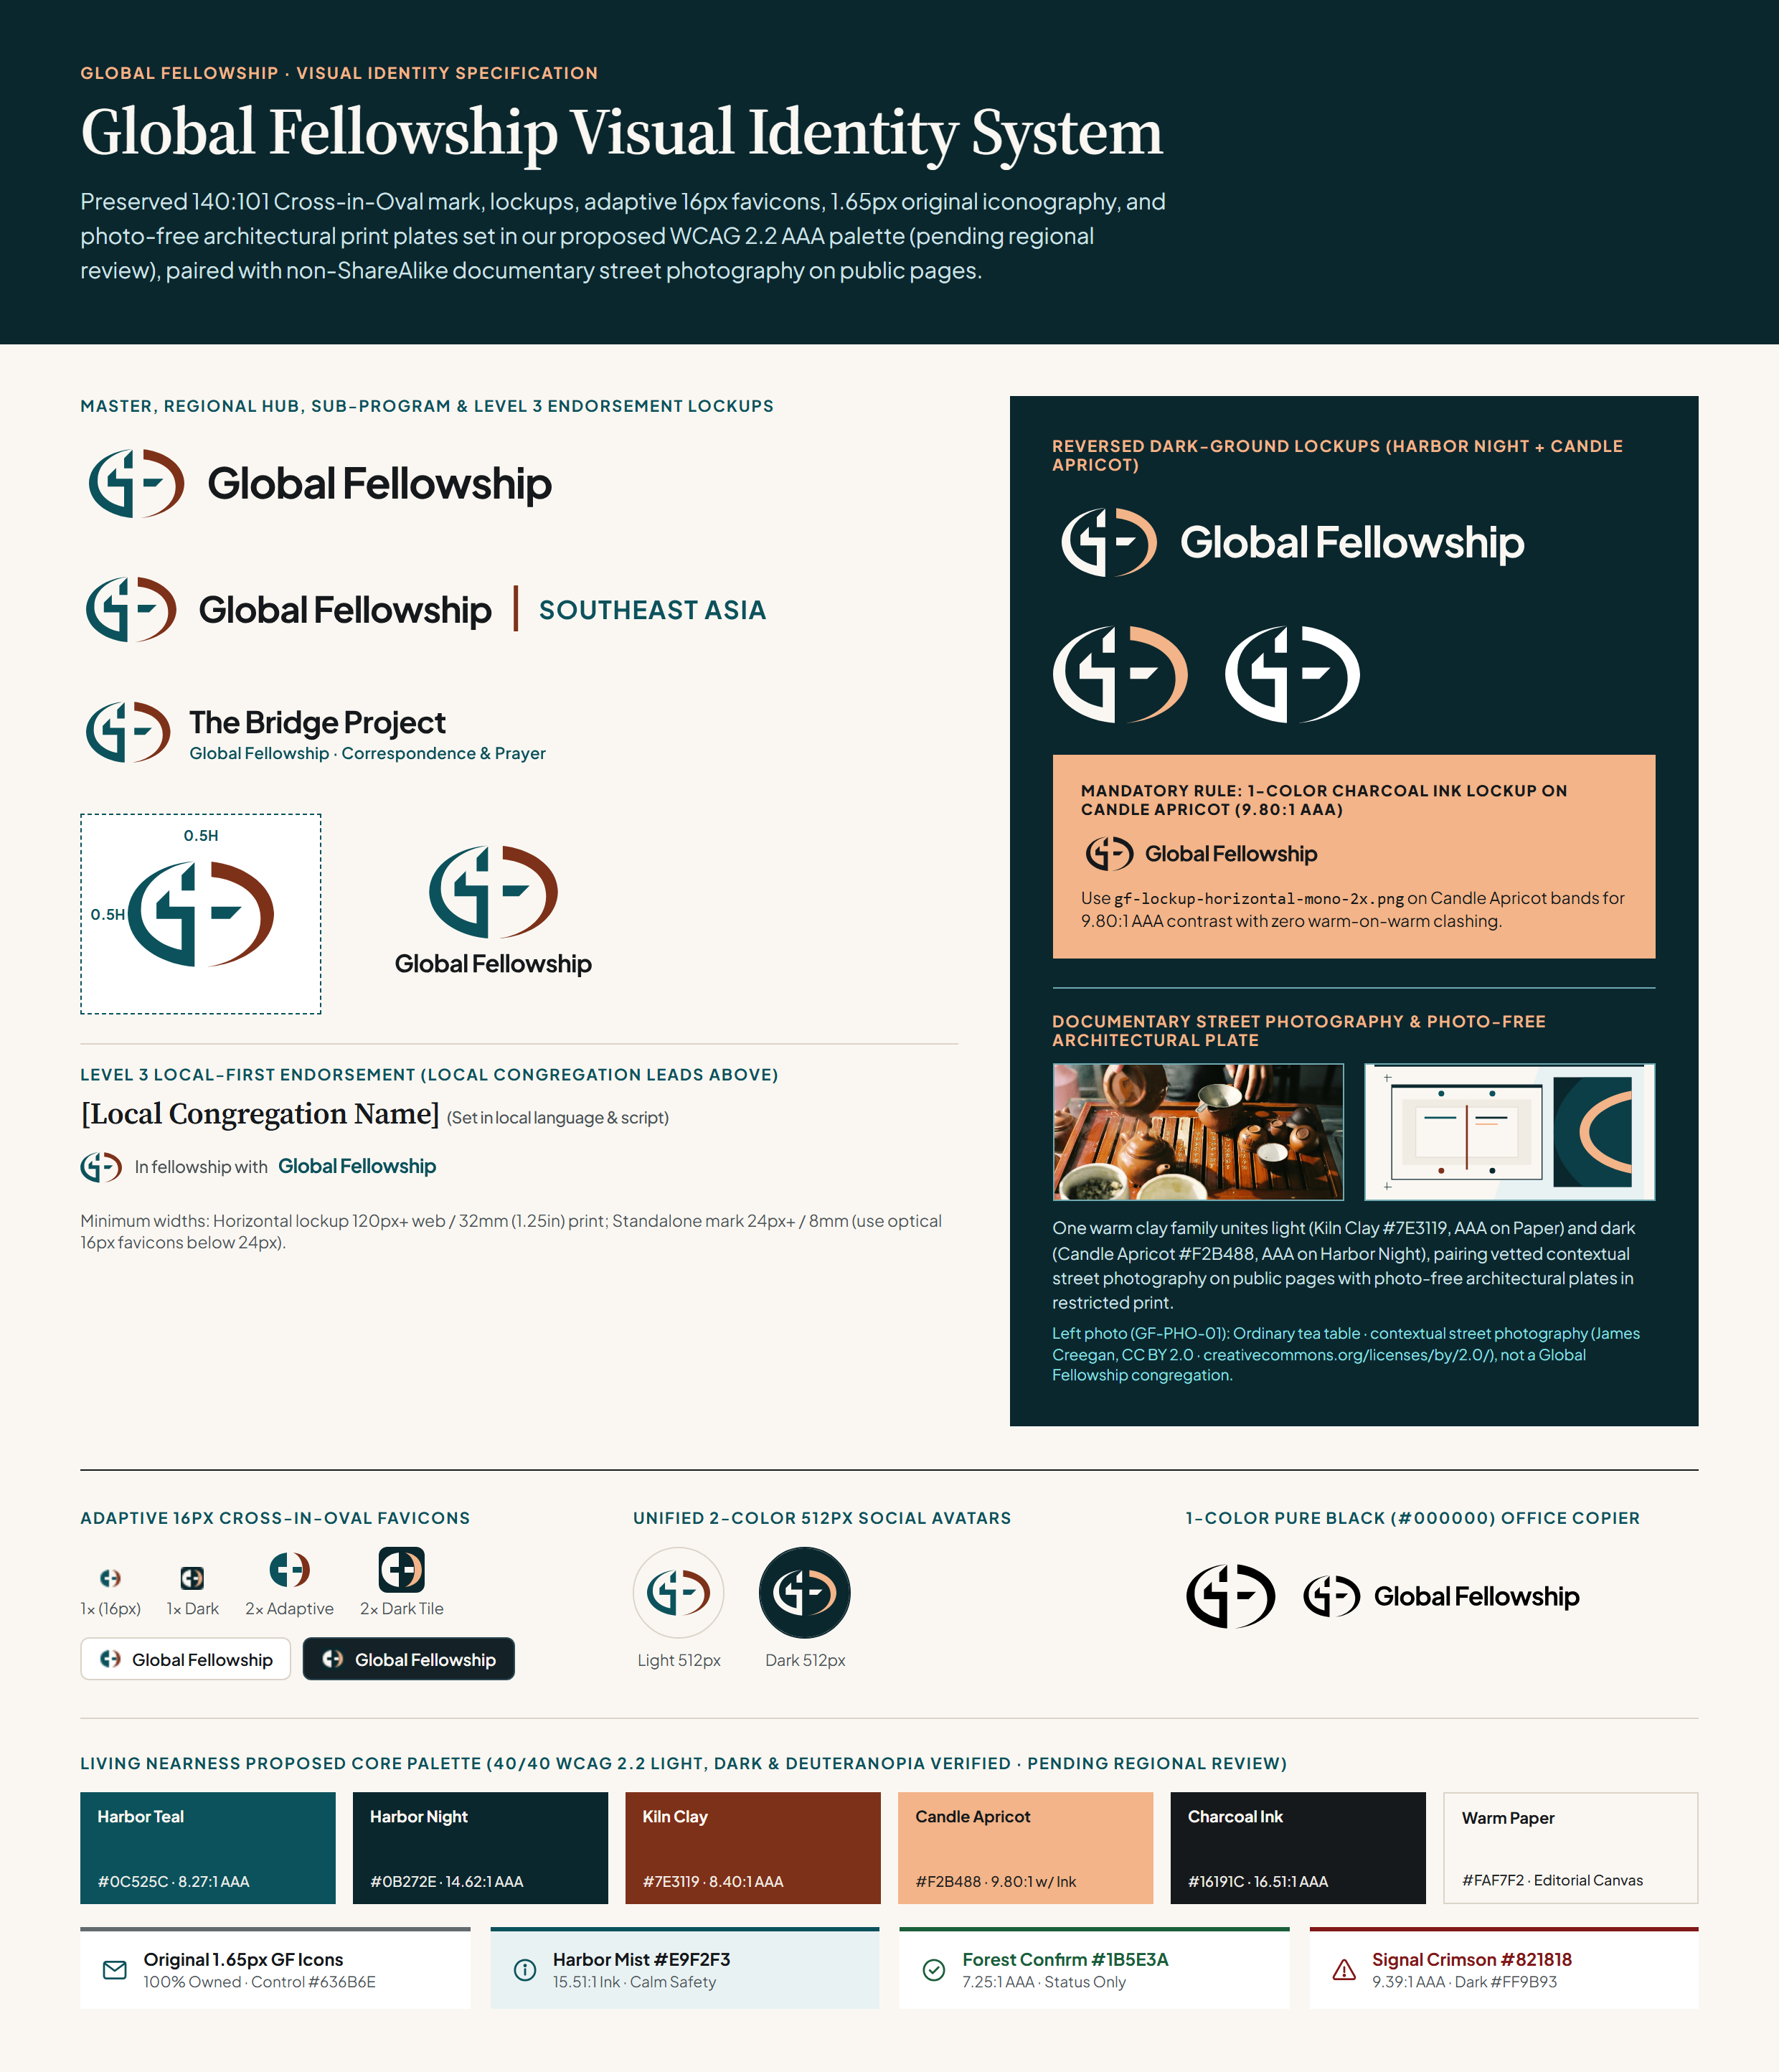 GLOBAL FELLOWSHIP · VISUAL IDENTITY SPECIFICATION
Global Fellowship Visual Identity System
Preserved 140:101 Cross-in-Oval mark, lockups, adaptive 16px favicons, 1.65px original iconography, and
photo-free architectural print plates set in our proposed WCAG 2.2 AAA palette (pending regional
review), paired with non-ShareAlike documentary street photography on public pages.
MASTER, REGIONAL HUB, SUB-PROGRAM & LEVEL 3 ENDORSEMENT LOCKUPS
Global Fellowship
Global Fellowship | SOUTHEAST ASIA
The Bridge Project
Global Fellowship · Correspondence & Prayer
0.5H
0.5H
Global Fellowship
LEVEL 3 LOCAL-FIRST ENDORSEMENT (LOCAL CONGREGATION LEADS ABOVE)
[Local Congregation Name] (Set in local language & script)
In fellowship with Global Fellowship
Minimum widths: Horizontal lockup 120px+ web / 32mm (1.25in) print; Standalone mark 24px+ / 8mm (use optical
16px favicons below 24px).
REVERSED DARK-GROUND LOCKUPS (HARBOR NIGHT + CANDLE
APRICOT)
Global Fellowship
MANDATORY RULE: 1-COLOR CHARCOAL INK LOCKUP ON
CANDLE APRICOT (9.80:1 AAA)
Global Fellowship
Use gf-lockup-horizontal-mono-2x.png on Candle Apricot bands for
9.80:1 AAA contrast with zero warm-on-warm clashing.
DOCUMENTARY STREET PHOTOGRAPHY & PHOTO-FREE
ARCHITECTURAL PLATE
One warm clay family unites light (Kiln Clay #7E3119, AAA on Paper) and dark
(Candle Apricot #F2B488, AAA on Harbor Night), pairing vetted contextual
street photography on public pages with photo-free architectural plates in
restricted print.
Left photo (GF-PHO-01): Ordinary tea table · contextual street photography (James
Creegan, CC BY 2.0 · creativecommons.org/licenses/by/2.0/), not a Global
Fellowship congregation.
ADAPTIVE 16PX CROSS-IN-OVAL FAVICONS
1× (16px) 1× Dark 2× Adaptive 2× Dark Tile
Global Fellowship Global Fellowship
UNIFIED 2-COLOR 512PX SOCIAL AVATARS
Light 512px Dark 512px
1-COLOR PURE BLACK (#000000) OFFICE COPIER
Global Fellowship
LIVING NEARNESS PROPOSED CORE PALETTE (40/40 WCAG 2.2 LIGHT, DARK & DEUTERANOPIA VERIFIED · PENDING REGIONAL REVIEW)
Harbor Teal
#0C525C · 8.27:1 AAA
Harbor Night
#0B272E · 14.62:1 AAA
Kiln Clay
#7E3119 · 8.40:1 AAA
Candle Apricot
#F2B488 · 9.80:1 w/ Ink
Charcoal Ink
#16191C · 16.51:1 AAA
Warm Paper
#FAF7F2 · Editorial Canvas
Original 1.65px GF Icons
100% Owned · Control #636B6E
Harbor Mist #E9F2F3
15.51:1 Ink · Calm Safety
Forest Confirm #1B5E3A
7.25:1 AAA · Status Only
Signal Crimson #821818
9.39:1 AAA · Dark #FF9B93